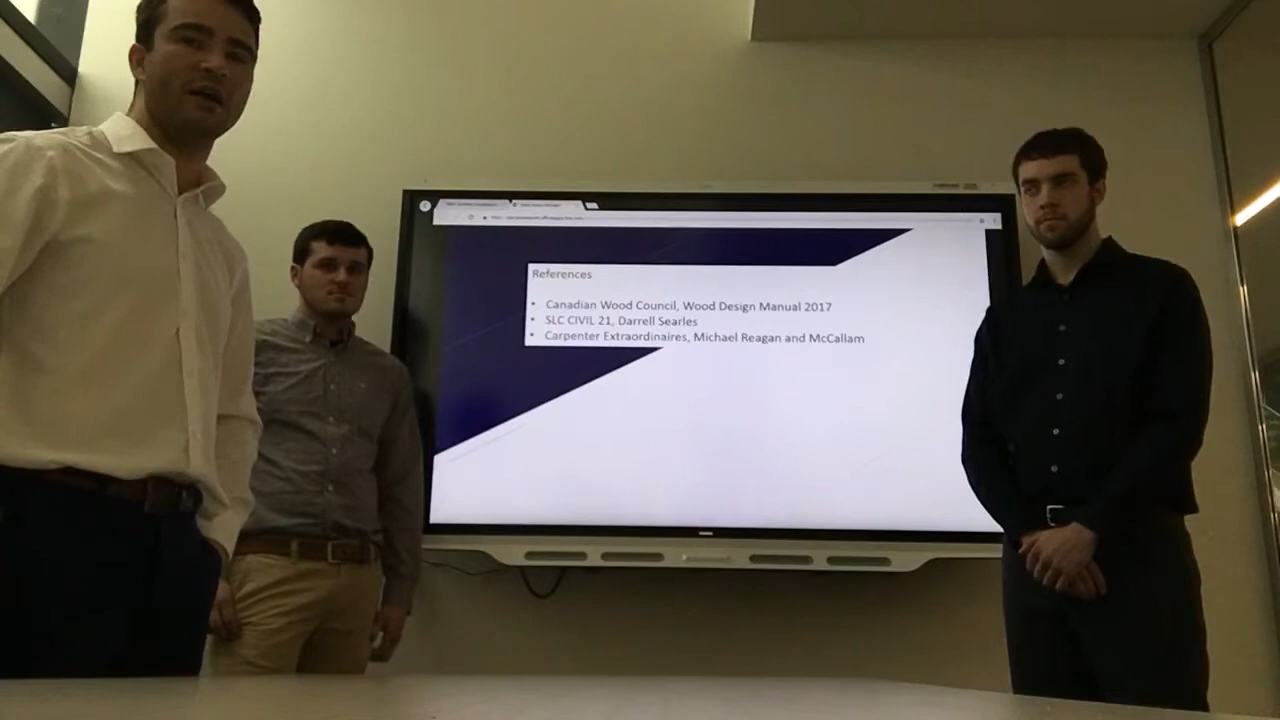 References
• Canadian Wood Council, Wood Design Manual 2017
• SLC CIVIL 21, Darrell Searles
• Carpenter Extraordinaires, Michael Reagan and McCallam